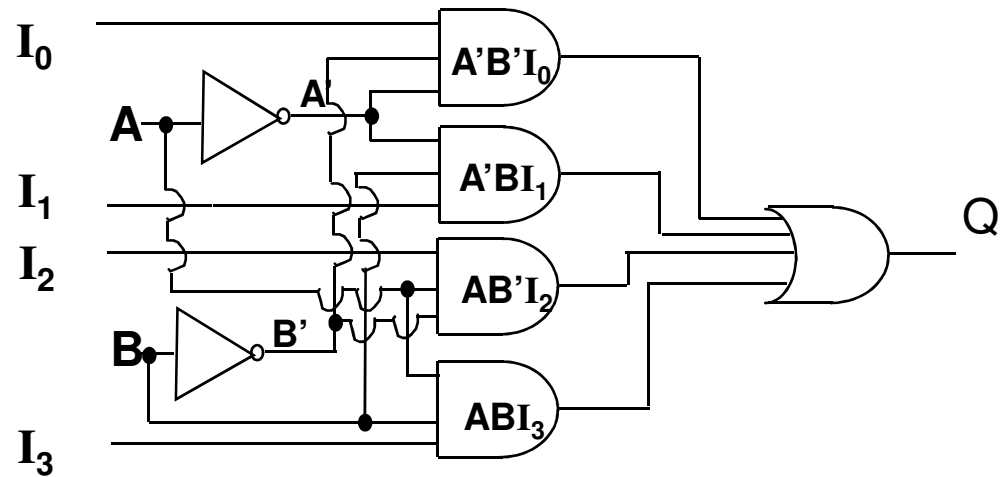 I₀
A'B'I₀
A'
A
A'BI₁
I₁
Q
I₂
AB'I₂
B'
B
ABI₃
I₃